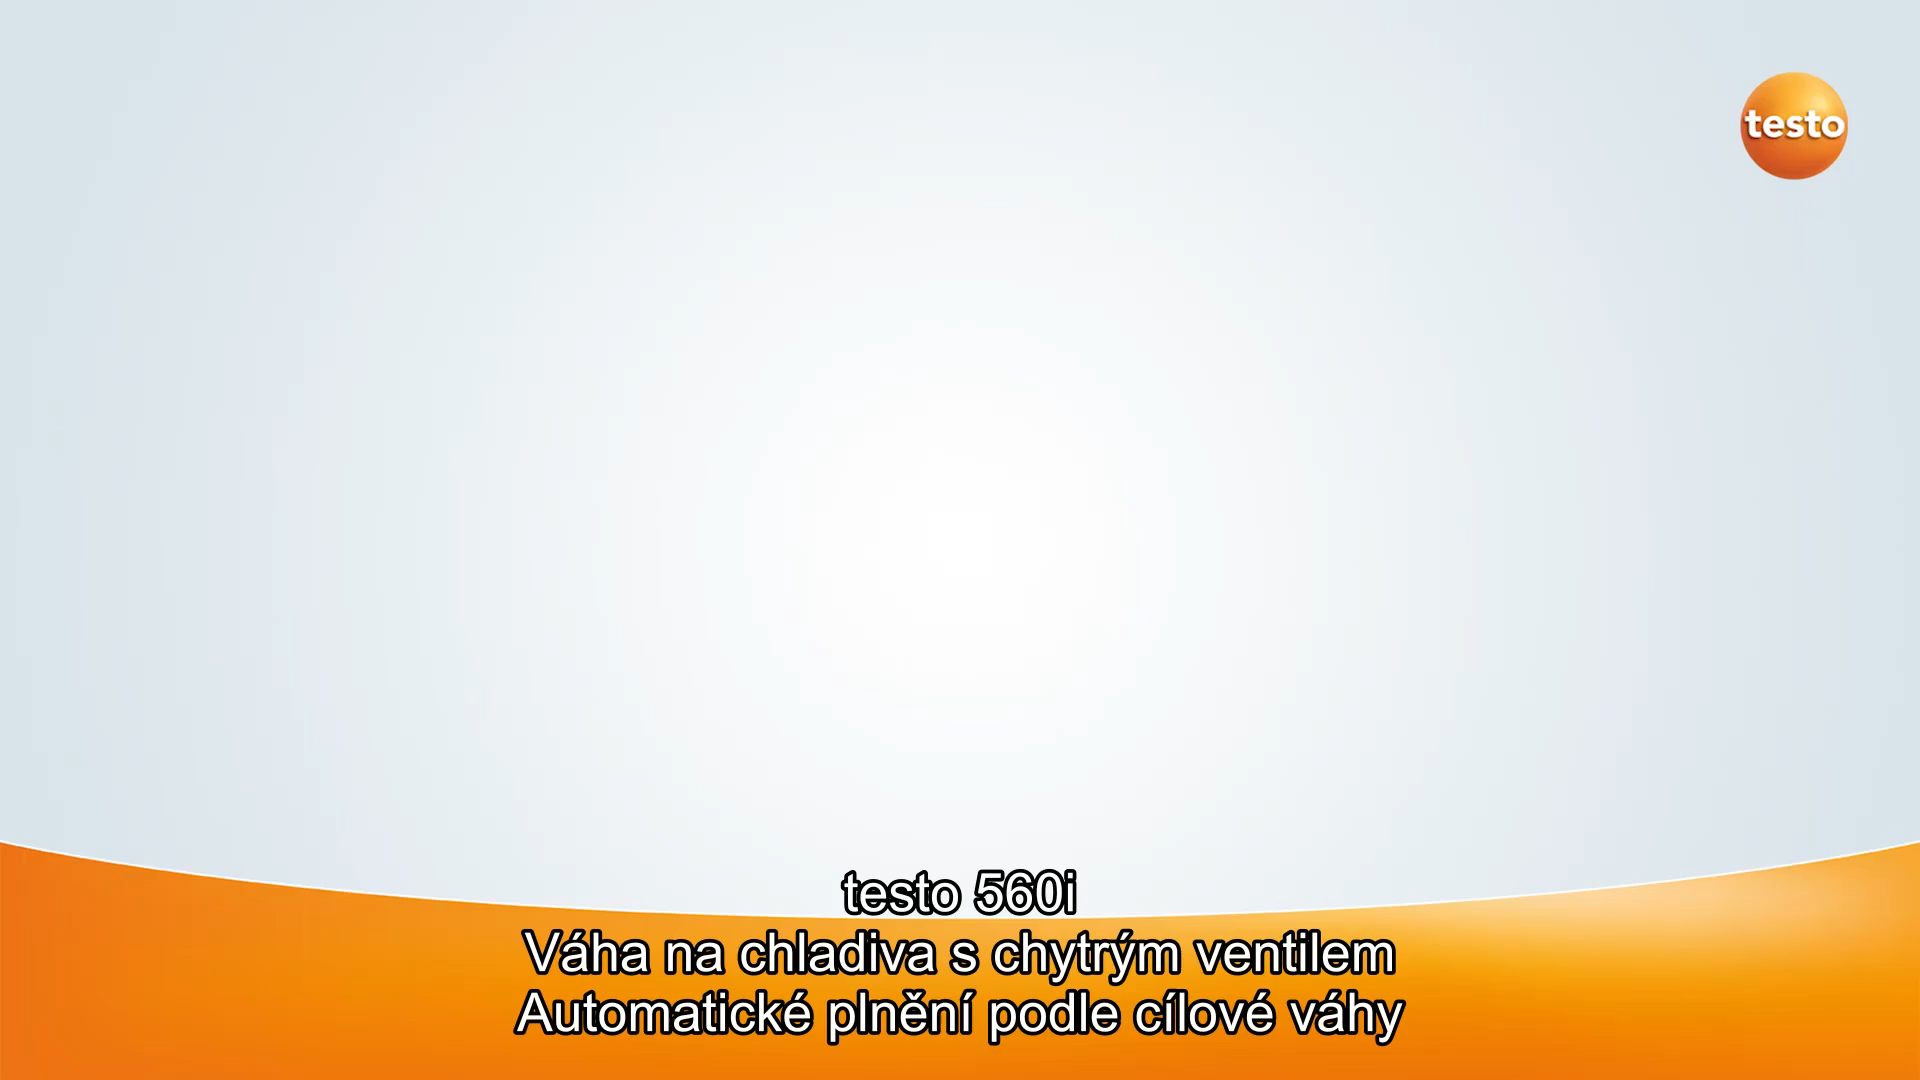 testo
testo 560i
Váha na chladiva s chytrým ventilem
Automatické plnění podle cílové váhy